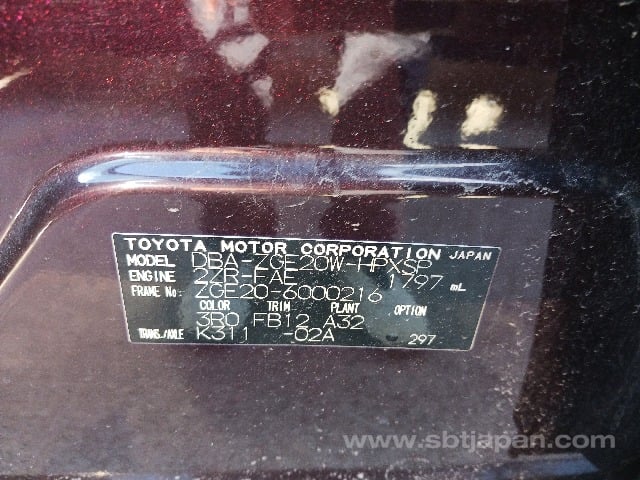 TOYOTA MOTOR CORPORATION JAPAN
MODEL DBA-ZGE20W-HPXSP
ENGINE 2ZR-FAE 1797 mL
FRAME No: ZGE20-6000216
COLOR TRIM PLANT OPTION
3R0 FB12 A32
TRANS./AXLE K311 -02A 297
www.sbtjapan.com